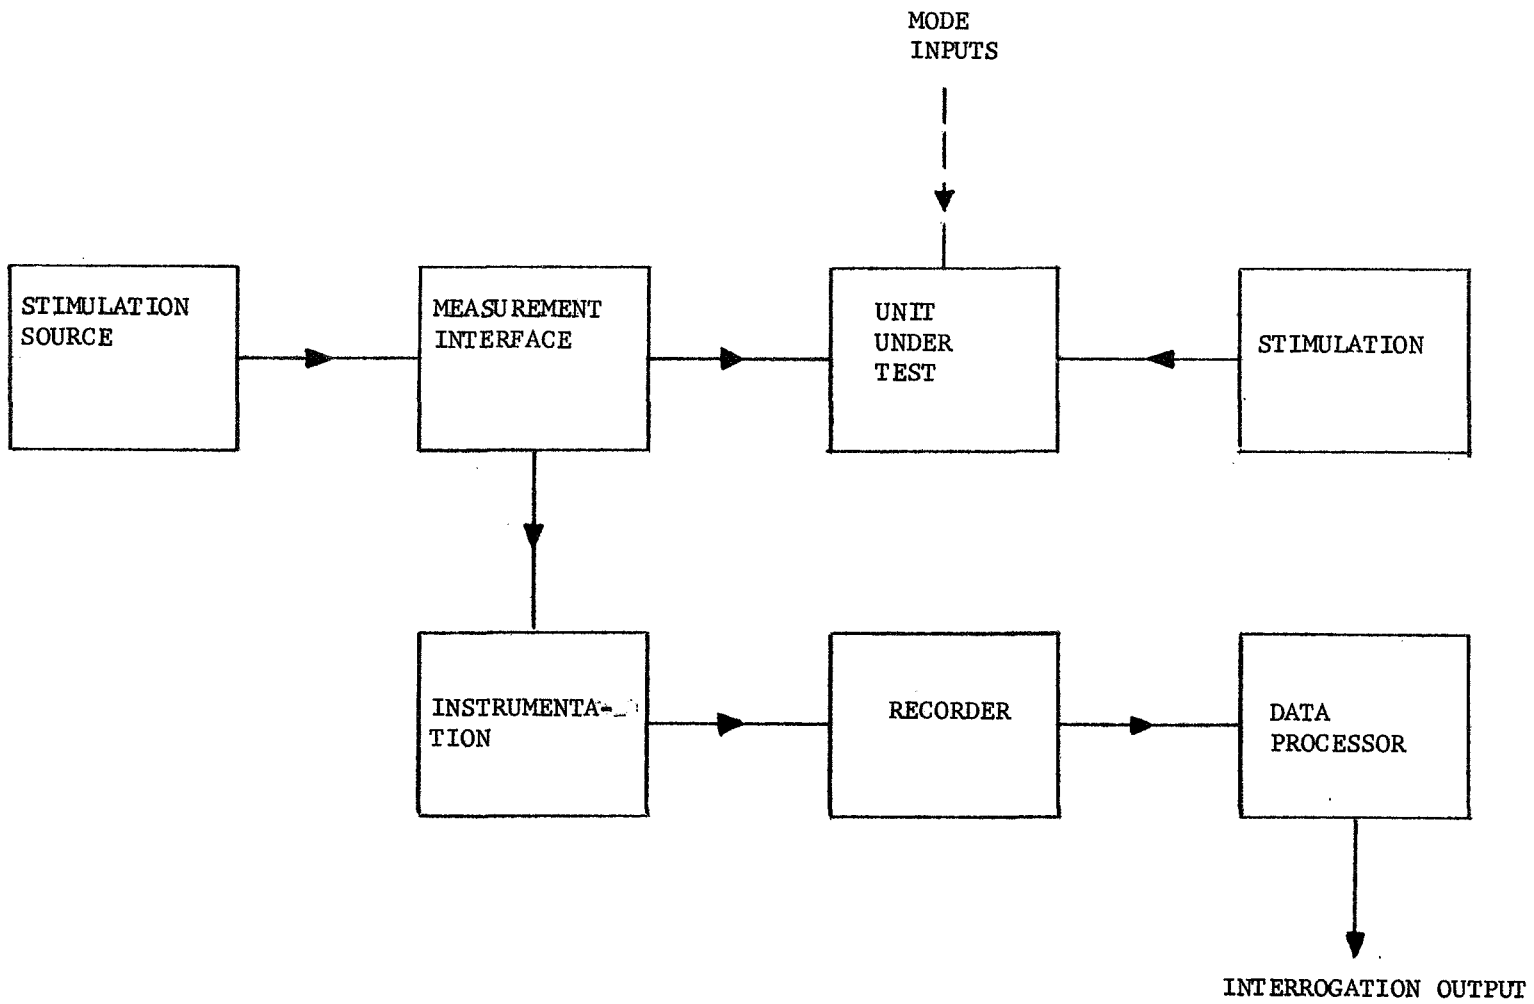 MODE
INPUTS
STIMULATION
SOURCE
MEASUREMENT
INTERFACE
UNIT
UNDER
TEST
STIMULATION
INSTRUMENTA-
TION
RECORDER
DATA
PROCESSOR
INTERROGATION OUTPUT